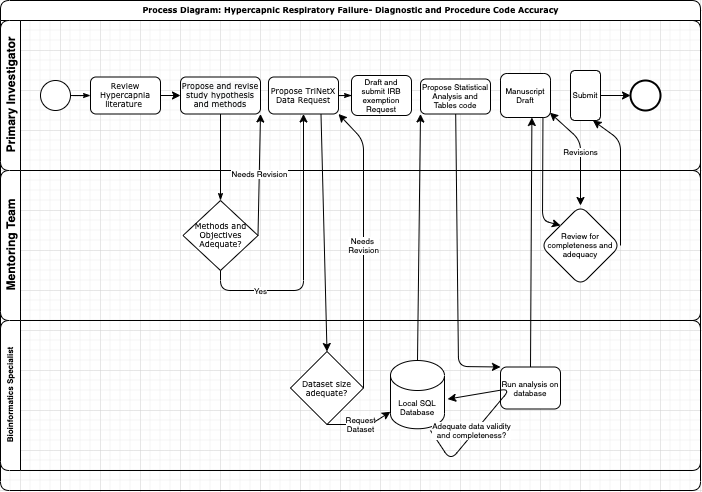 Process Diagram: Hypercapnic Respiratory Failure- Diagnostic and Procedure Code Accuracy
Primary Investigator
Review
Hypercapnia
literature
Propose and revise
study hypothesis
and methods
Propose TriNetX
Data Request
Draft and
submit IRB
exemption
Request
Propose Statistical
Analysis and
Tables code
Manuscript
Draft
Submit
Needs Revision
Revisions
Mentoring Team
Methods and
Objectives
Adequate?
Yes
Needs
Revision
Review for
completeness and
adequacy
Bioinformatics Specialist
Dataset size
adequate?
Request
Dataset
Local SQL
Database
Run analysis on
database
Adequate data validity
and completeness?